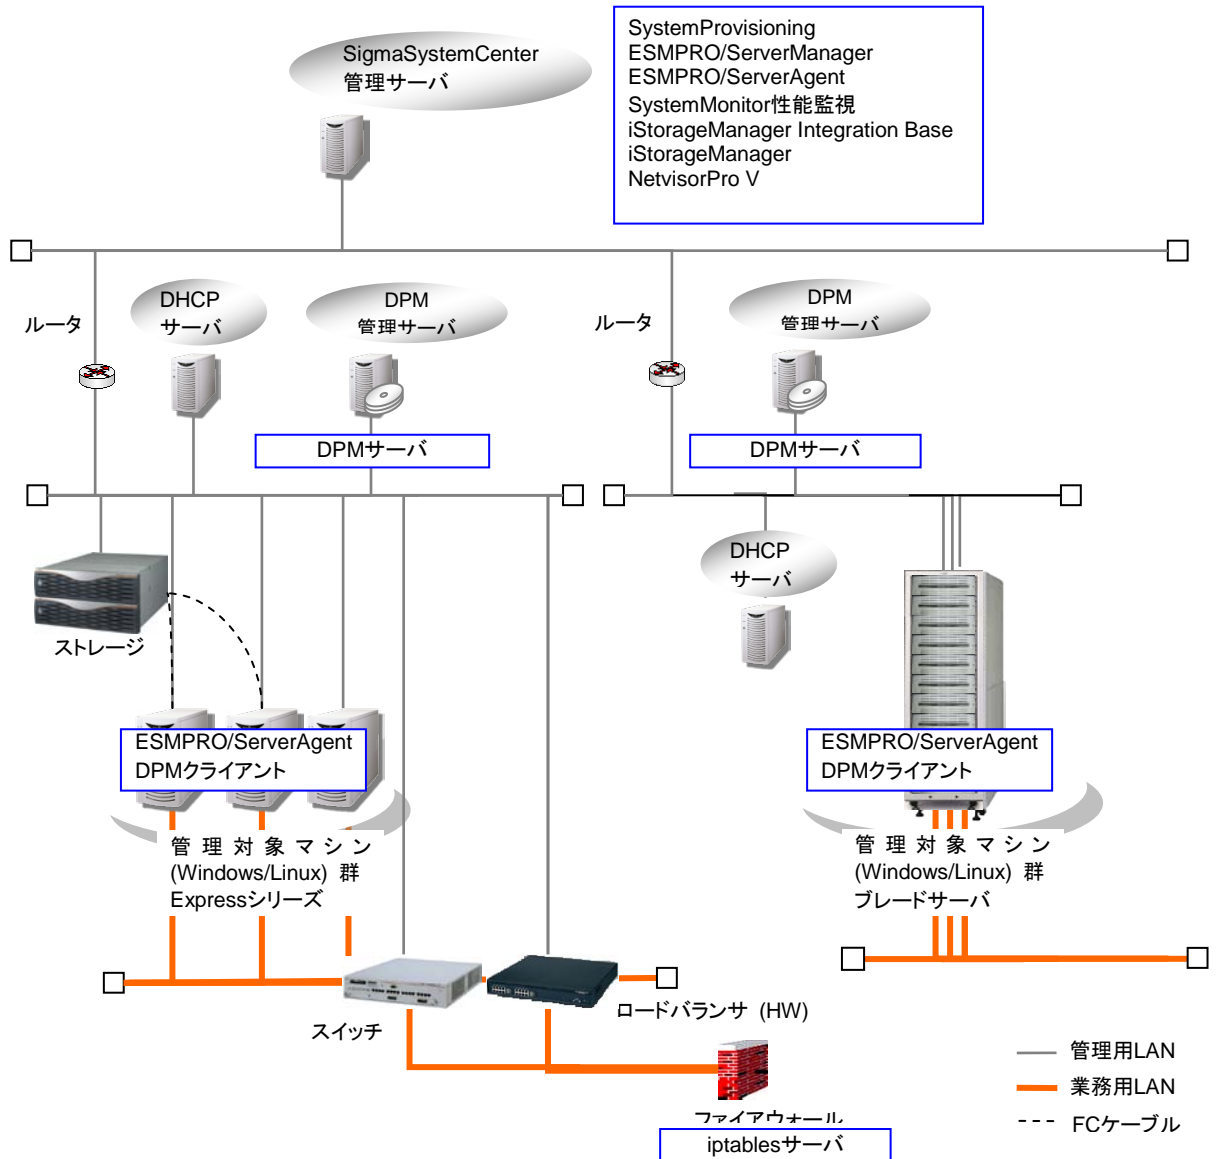 SigmaSystemCenter
管理サーバ
SystemProvisioning
ESMPRO/ServerManager
ESMPRO/ServerAgent
SystemMonitor性能監視
iStorageManager Integration Base
iStorageManager
NetvisorPro V
ルータ
DHCP
サーバ
DPM
管理サーバ
ルータ
DPM
管理サーバ
DPMサーバ
DPMサーバ
DHCP
サーバ
ストレージ
ESMPRO/ServerAgent
DPMクライアント
ESMPRO/ServerAgent
DPMクライアント
管理対象マシン
(Windows/Linux) 群
Expressシリーズ
管理対象マシン
(Windows/Linux) 群
ブレードサーバ
スイッチ
ロードバランサ (HW)
ファイアウォール
iptablesサーバ
管理用LAN
業務用LAN
FCケーブル